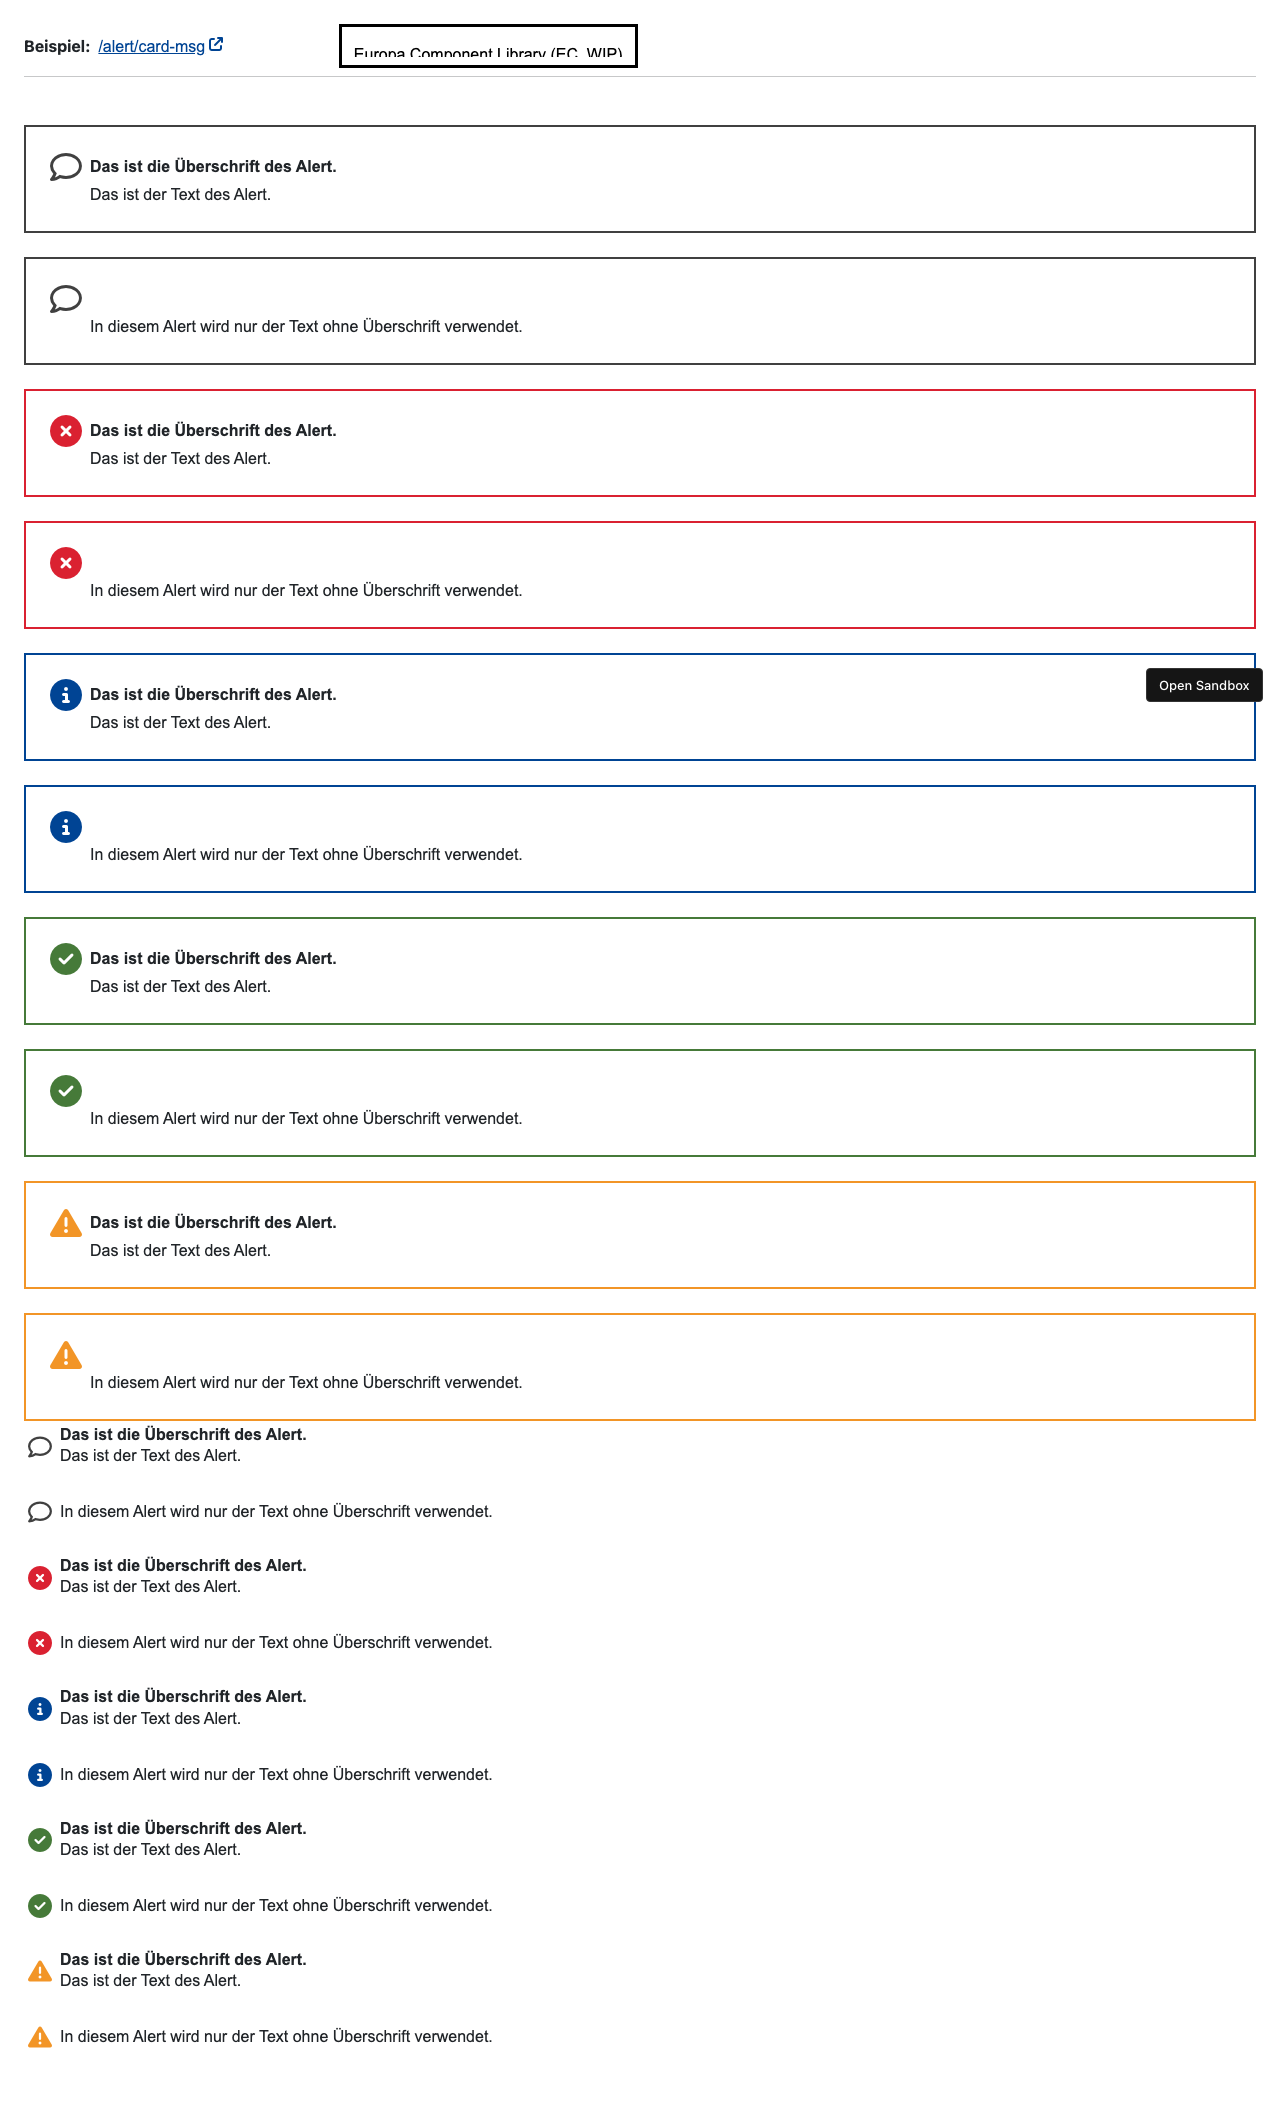 Beispiel: /alert/card-msg
Europa Component Library (EC, WIP)
Das ist die Überschrift des Alert.
Das ist der Text des Alert.
In diesem Alert wird nur der Text ohne Überschrift verwendet.
Das ist die Überschrift des Alert.
Das ist der Text des Alert.
In diesem Alert wird nur der Text ohne Überschrift verwendet.
Das ist die Überschrift des Alert.
Open Sandbox
Das ist der Text des Alert.
In diesem Alert wird nur der Text ohne Überschrift verwendet.
Das ist die Überschrift des Alert.
Das ist der Text des Alert.
In diesem Alert wird nur der Text ohne Überschrift verwendet.
Das ist die Überschrift des Alert.
Das ist der Text des Alert.
In diesem Alert wird nur der Text ohne Überschrift verwendet.
Das ist die Überschrift des Alert.
Das ist der Text des Alert.
In diesem Alert wird nur der Text ohne Überschrift verwendet.
Das ist die Überschrift des Alert.
Das ist der Text des Alert.
In diesem Alert wird nur der Text ohne Überschrift verwendet.
Das ist die Überschrift des Alert.
Das ist der Text des Alert.
In diesem Alert wird nur der Text ohne Überschrift verwendet.
Das ist die Überschrift des Alert.
Das ist der Text des Alert.
In diesem Alert wird nur der Text ohne Überschrift verwendet.
Das ist die Überschrift des Alert.
Das ist der Text des Alert.
In diesem Alert wird nur der Text ohne Überschrift verwendet.